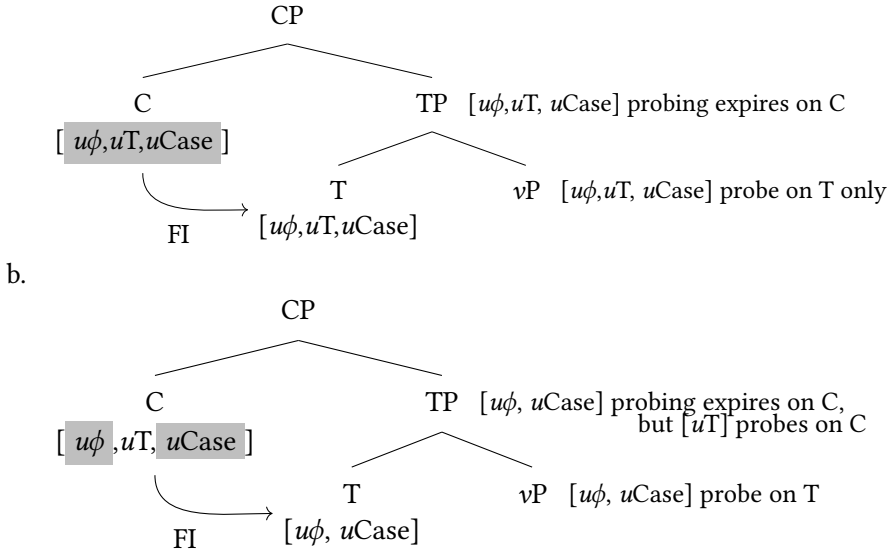 CP
C TP [uϕ,uT, uCase] probing expires on C
[ uϕ,uT,uCase ]
T vP [uϕ,uT, uCase] probe on T only
FI [uϕ,uT,uCase]
b.
CP
C TP [uϕ, uCase] probing expires on C,
but [uT] probes on C
[ uϕ ,uT, uCase ]
T vP [uϕ, uCase] probe on T
FI [uϕ, uCase]